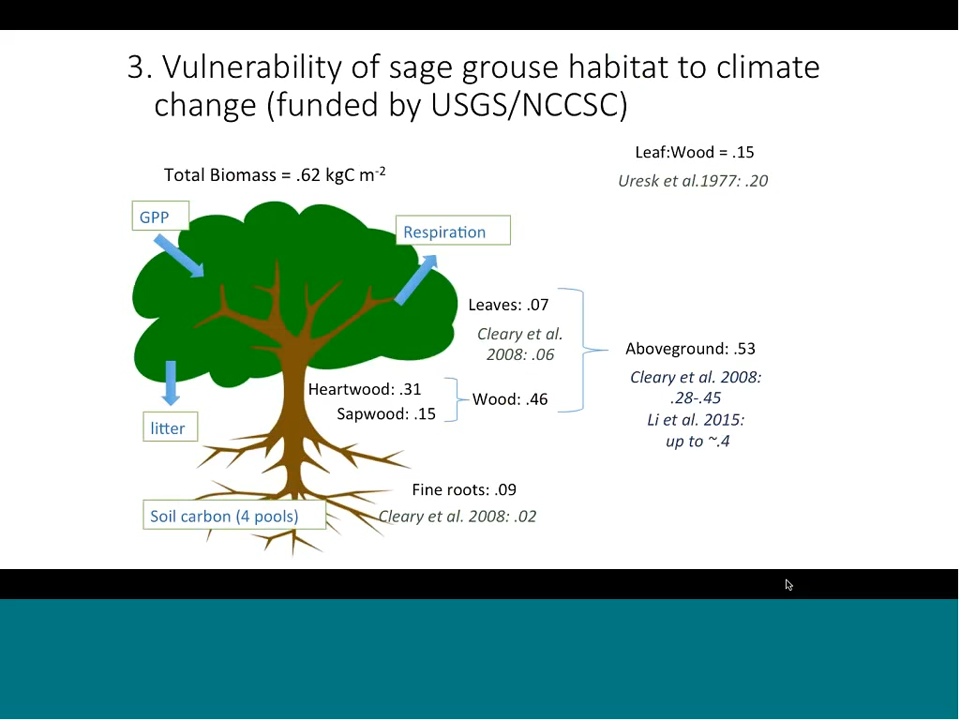 3. Vulnerability of sage grouse habitat to climate
change (funded by USGS/NCCSC)
Leaf:Wood = .15
Uresk et al.1977: .20
Total Biomass = .62 kgC m-2
GPP
Respiration
Leaves: .07
Cleary et al.
2008: .06
Aboveground: .53
Cleary et al. 2008:
.28-.45
Li et al. 2015:
up to ~.4
Heartwood: .31
Sapwood: .15
Wood: .46
litter
Fine roots: .09
Cleary et al. 2008: .02
Soil carbon (4 pools)